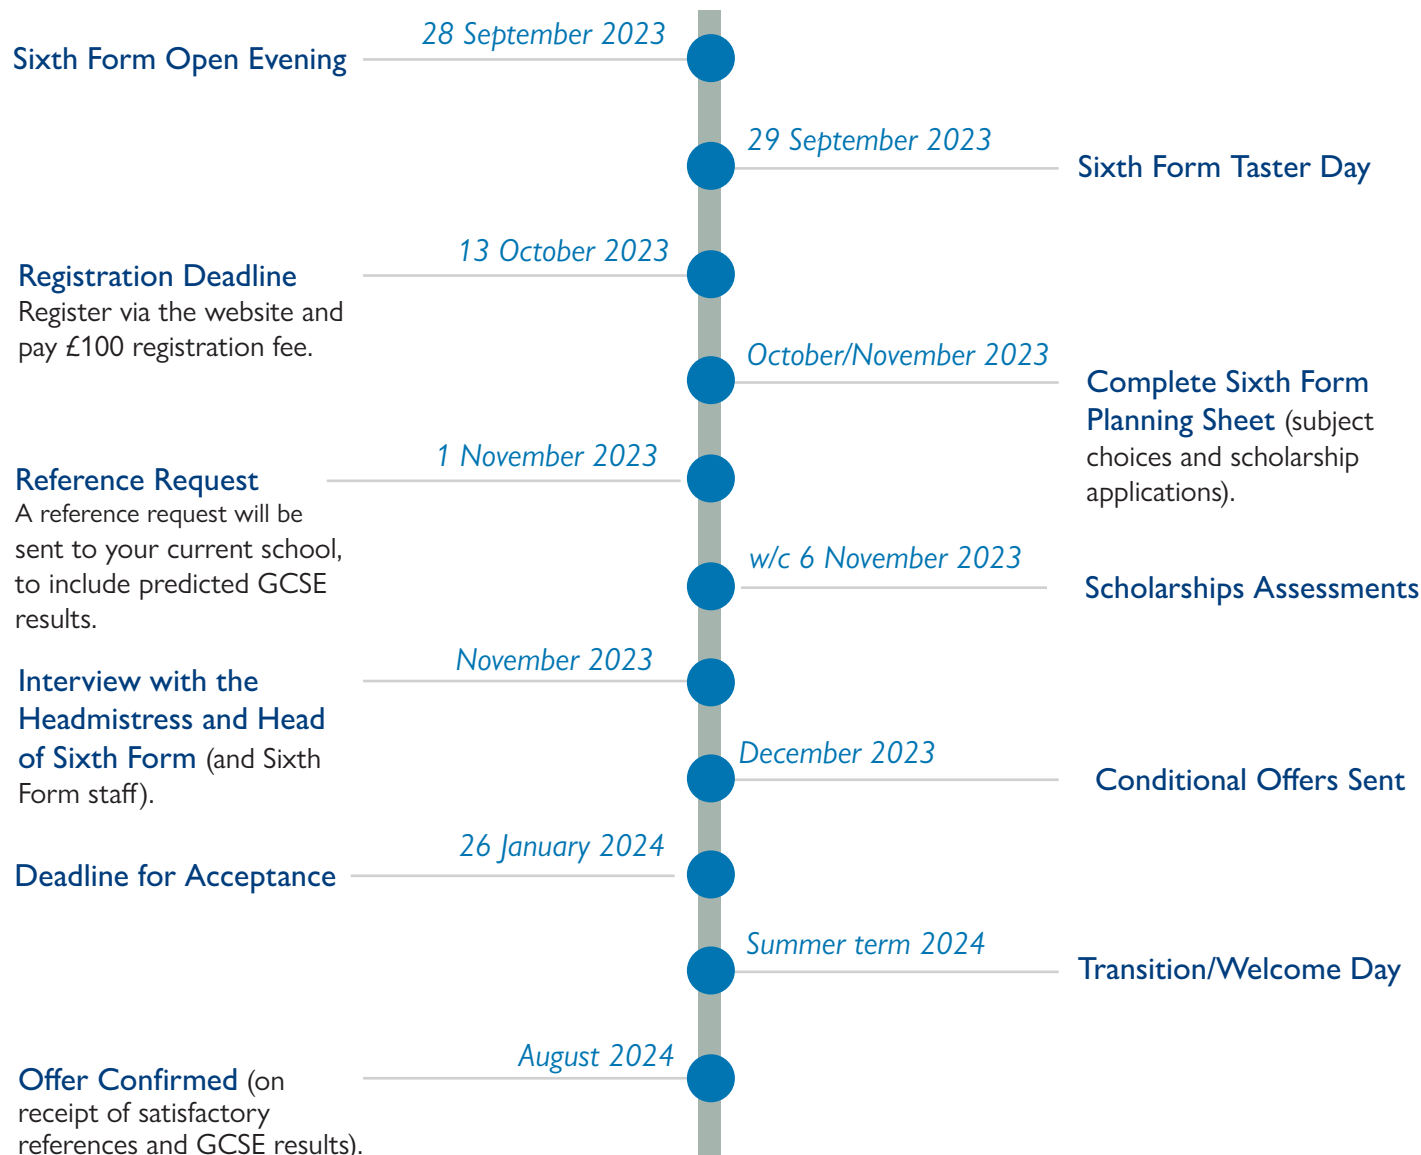 28 September 2023
Sixth Form Open Evening
29 September 2023
Sixth Form Taster Day
13 October 2023
Registration Deadline
Register via the website and
pay £100 registration fee.
October/November 2023
Complete Sixth Form
Planning Sheet (subject
choices and scholarship
applications).
1 November 2023
Reference Request
A reference request will be
sent to your current school,
to include predicted GCSE
results.
w/c 6 November 2023
Scholarships Assessments
November 2023
Interview with the
Headmistress and Head
of Sixth Form (and Sixth
Form staff).
December 2023
Conditional Offers Sent
26 January 2024
Deadline for Acceptance
Summer term 2024
Transition/Welcome Day
August 2024
Offer Confirmed (on
receipt of satisfactory
references and GCSE results).